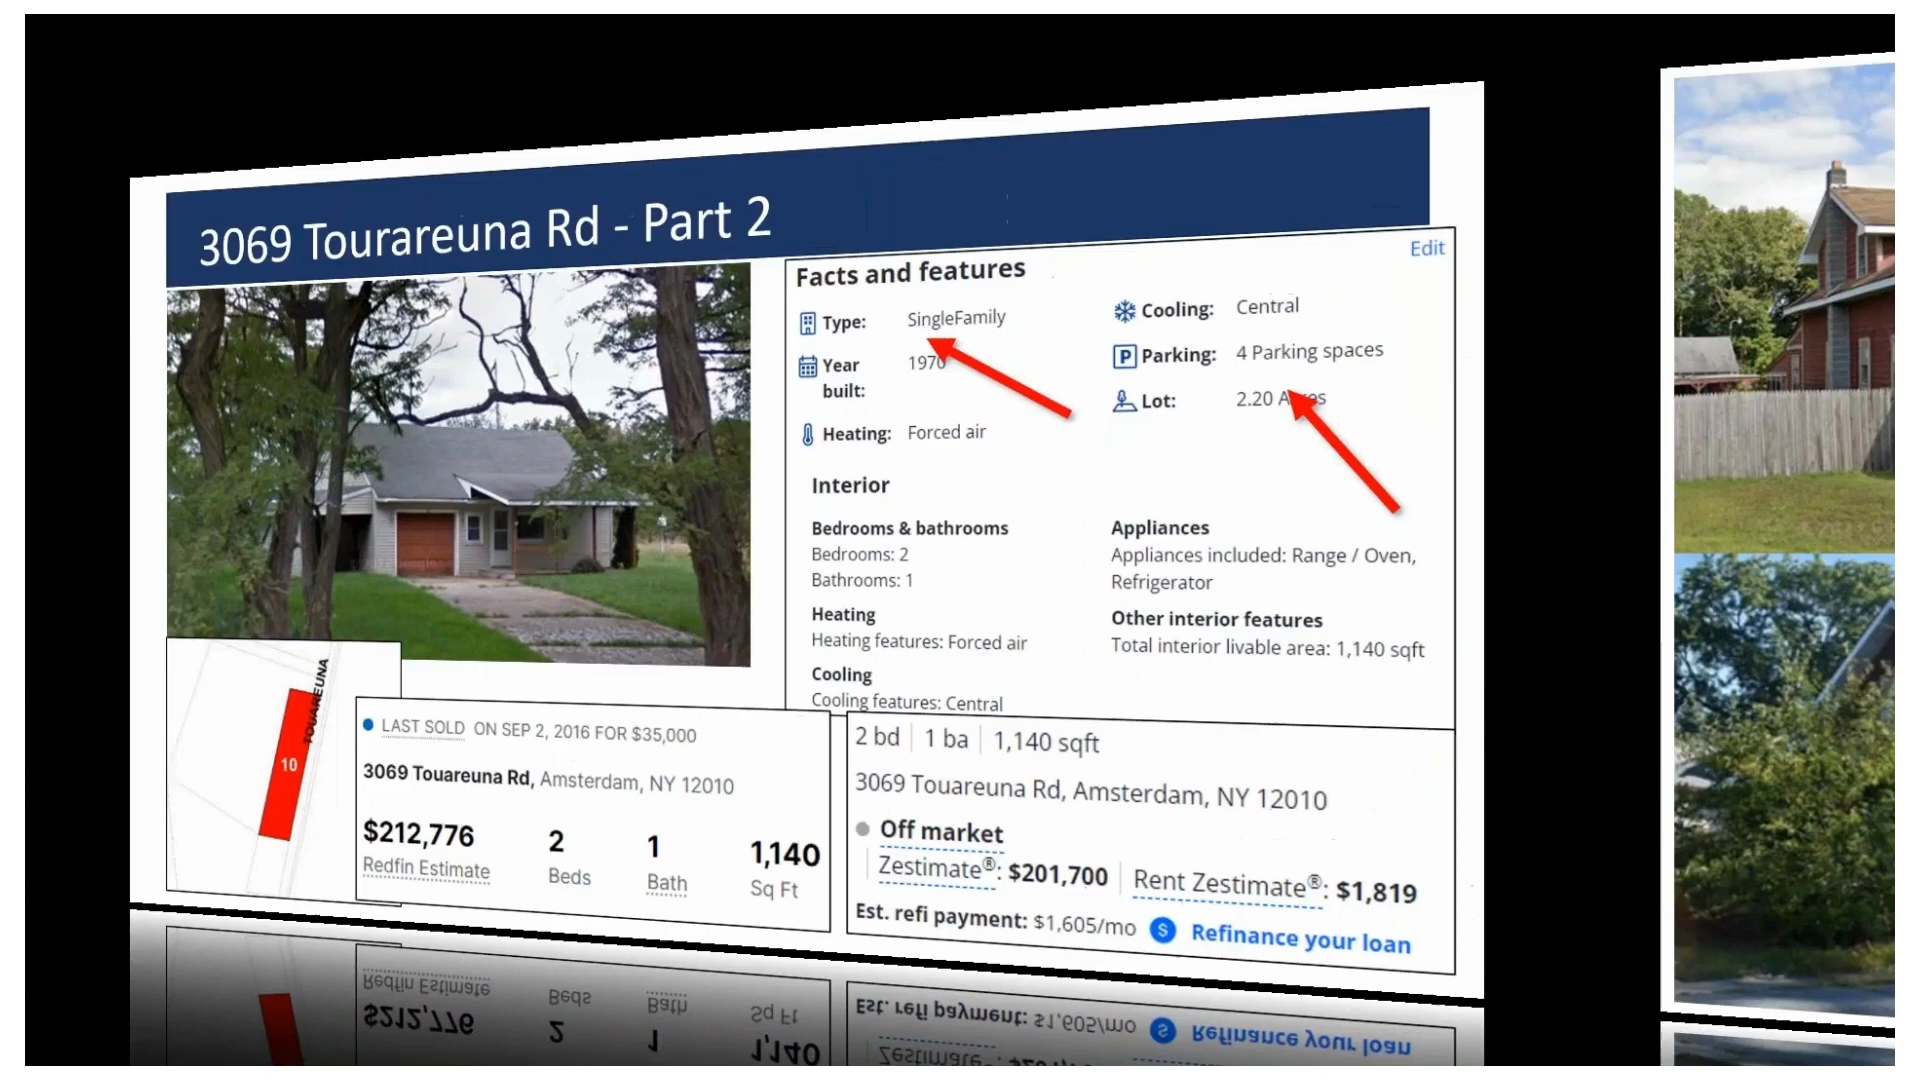 3069 Tourareuna Rd - Part 2
Facts and features
Edit
Type: SingleFamily
Year built: 1970
Heating: Forced air
Cooling: Central
Parking: 4 Parking spaces
Lot: 2.20 Acres
Interior
Bedrooms & bathrooms
Bedrooms: 2
Bathrooms: 1
Heating
Heating features: Forced air
Cooling
Cooling features: Central
Appliances
Appliances included: Range / Oven,
Refrigerator
Other interior features
Total interior livable area: 1,140 sqft
TOUAREUNA
10
LAST SOLD ON SEP 2, 2016 FOR $35,000
3069 Touareuna Rd, Amsterdam, NY 12010
$212,776 2 1 1,140
Redfin Estimate Beds Bath Sq Ft
2 bd 1 ba 1,140 sqft
3069 Touareuna Rd, Amsterdam, NY 12010
Off market
Zestimate®: $201,700 Rent Zestimate®: $1,819
Est. refi payment: $1,605/mo $ Refinance your loan